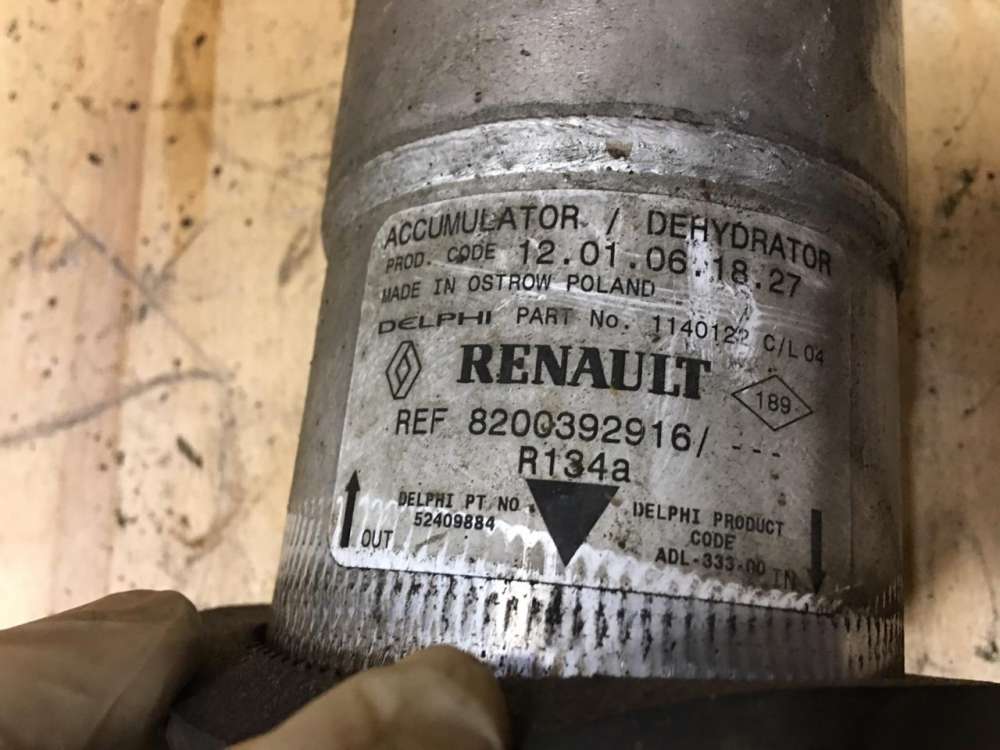 ACCUMULATOR / DEHYDRATOR
PROD. CODE 12.01.06.18.27
MADE IN OSTROW POLAND
DELPHI PART No. 1140122 C/L 04
RENAULT 189
REF 8200392916/ ---
R134a
DELPHI PT NO
52409884
OUT
DELPHI PRODUCT
CODE
ADL-333-00
IN